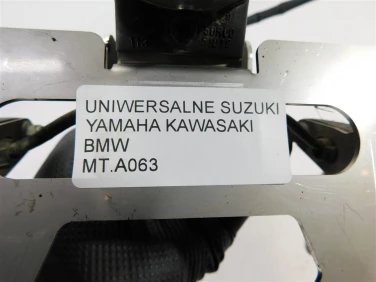 UNIWERSALNE SUZUKI
YAMAHA KAWASAKI
BMW
MT.A063